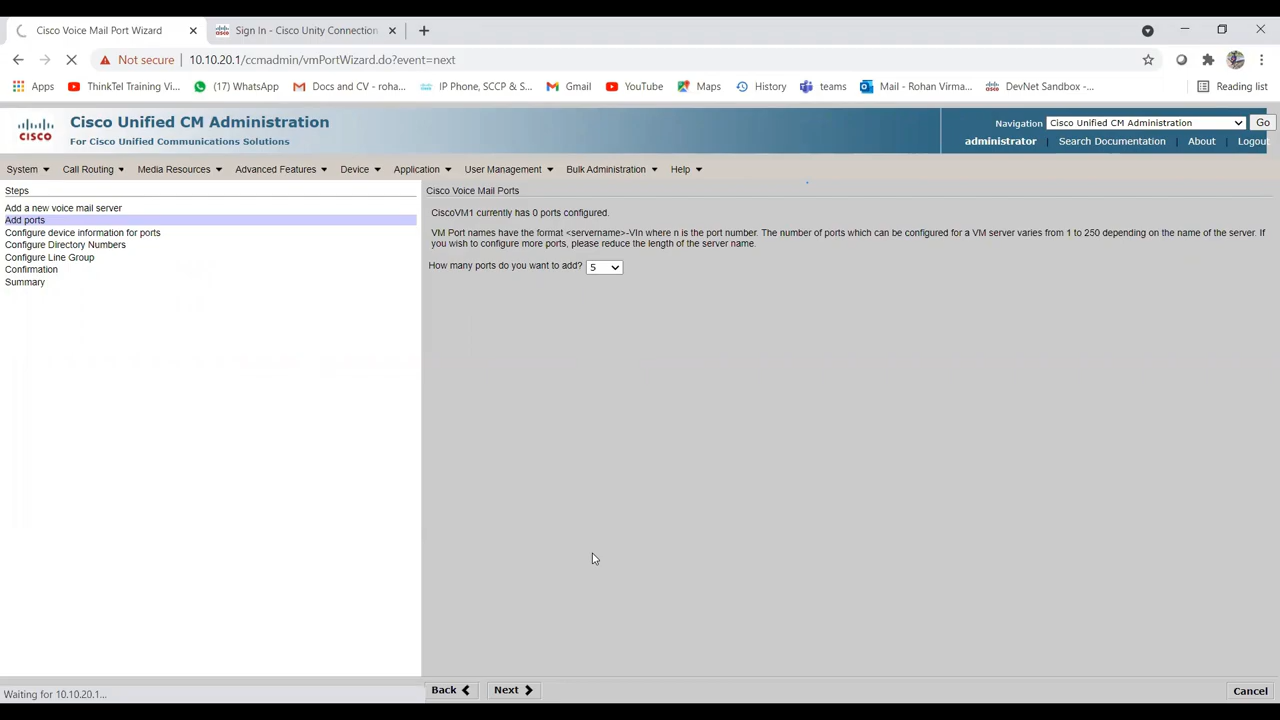 Cisco Voice Mail Port Wizard
Sign In - Cisco Unity Connection
Not secure
10.10.20.1/ccmadmin/vmPortWizard.do?event=next
Apps
ThinkTel Training Vi...
(17) WhatsApp
Docs and CV - roha...
IP Phone, SCCP & S...
Gmail
YouTube
Maps
History
teams
Mail - Rohan Virma...
DevNet Sandbox -...
Reading list
CISCO
Cisco Unified CM Administration
For Cisco Unified Communications Solutions
Navigation Cisco Unified CM Administration Go
administrator | Search Documentation | About | Logout
System
Call Routing
Media Resources
Advanced Features
Device
Application
User Management
Bulk Administration
Help
Steps
Add a new voice mail server
Add ports
Configure device information for ports
Configure Directory Numbers
Configure Line Group
Confirmation
Summary
Cisco Voice Mail Ports
CiscoVM1 currently has 0 ports configured.
VM Port names have the format <servername>-VIn where n is the port number. The number of ports which can be configured for a VM server varies from 1 to 250 depending on the name of the server. If
you wish to configure more ports, please reduce the length of the server name.
How many ports do you want to add? 5
Waiting for 10.10.20.1...
Back
Next
Cancel